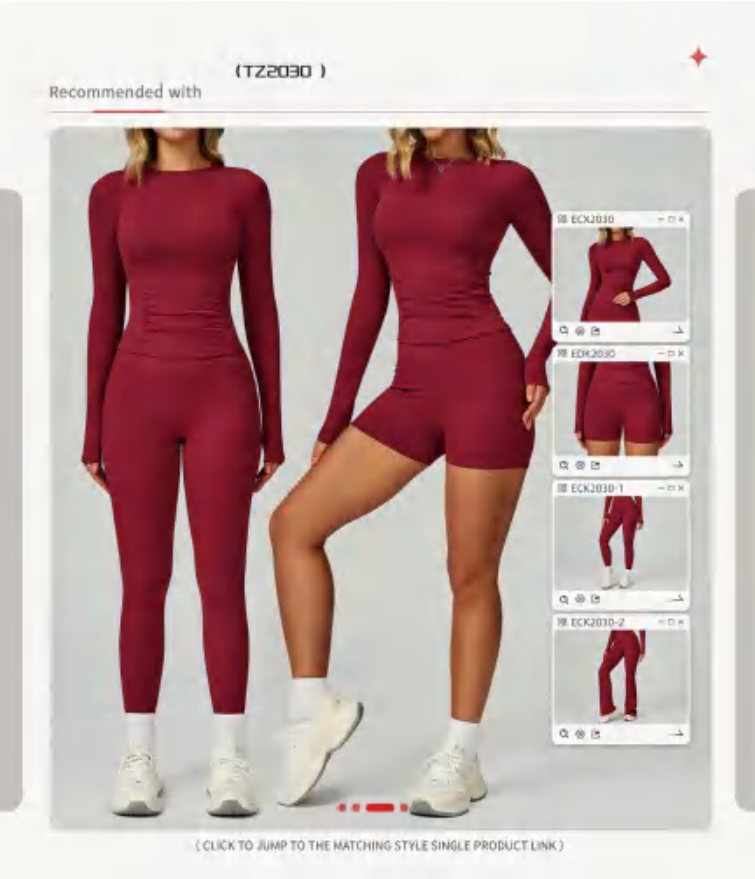 (TZ2030 )
Recommended with
ECX2030
EDK2030
ECK2030-1
ECK2030-2
( CLICK TO JUMP TO THE MATCHING STYLE SINGLE PRODUCT LINK )